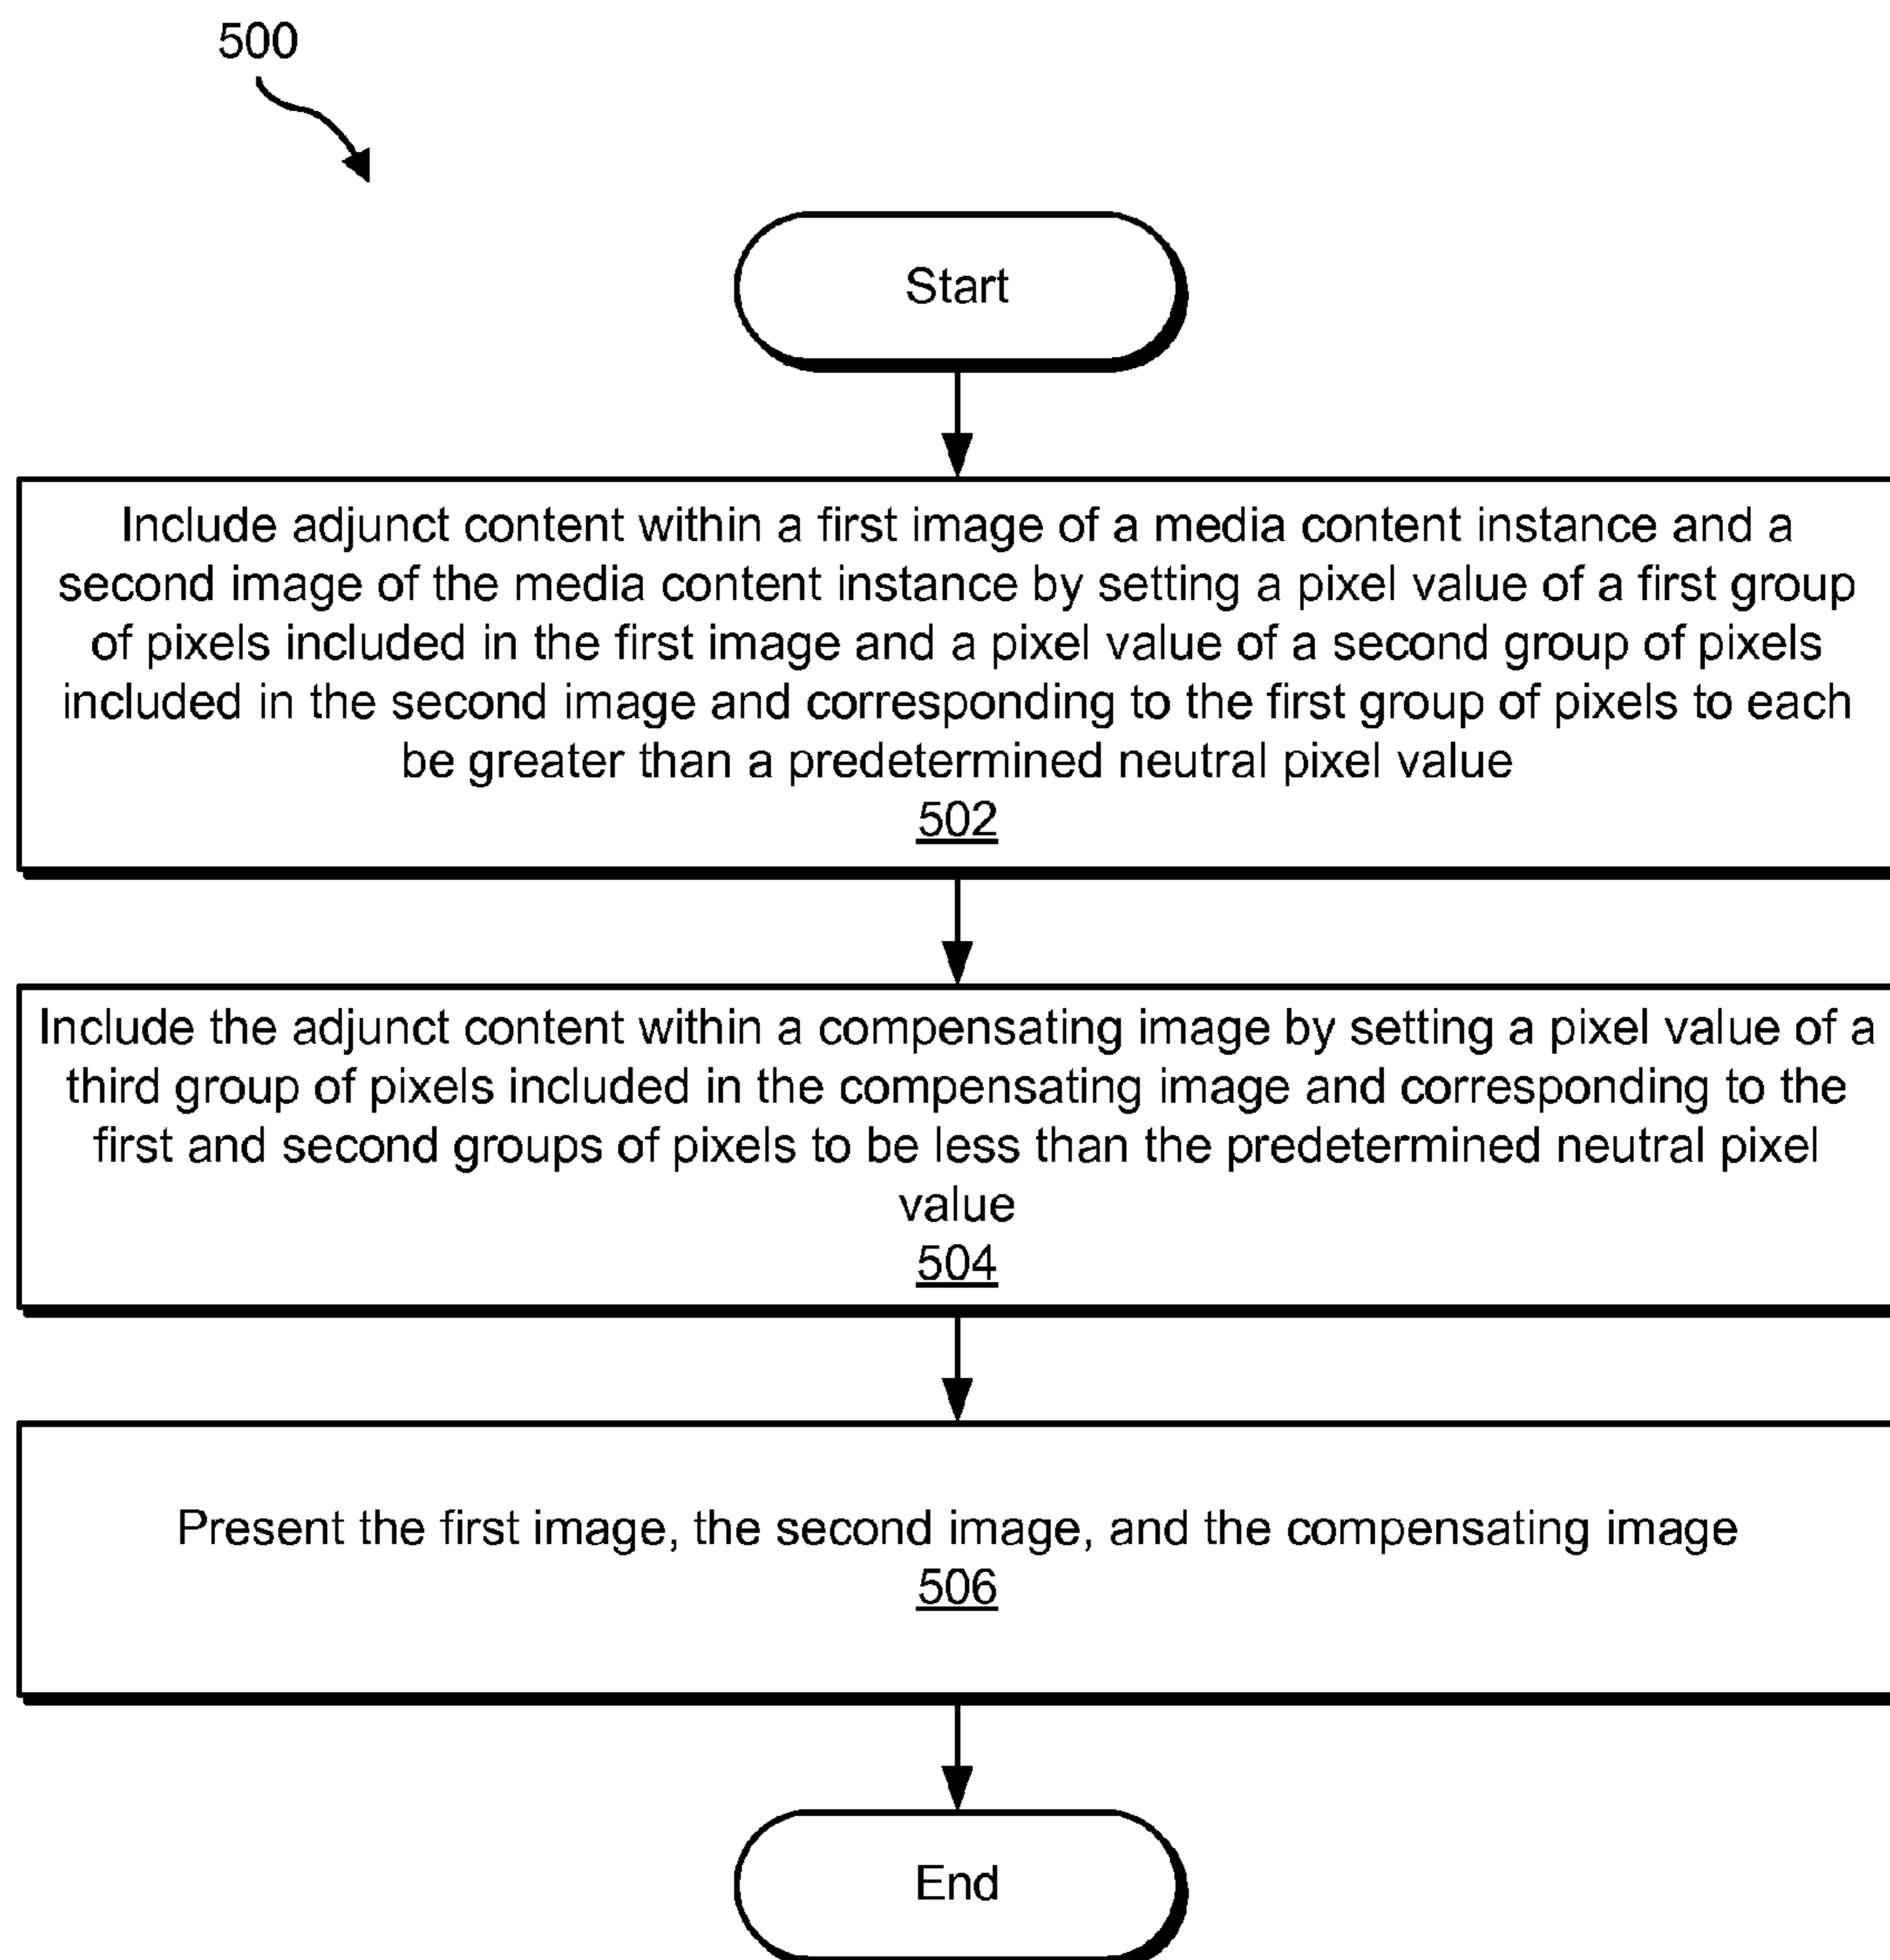 500
Start
Include adjunct content within a first image of a media content instance and a
second image of the media content instance by setting a pixel value of a first group
of pixels included in the first image and a pixel value of a second group of pixels
included in the second image and corresponding to the first group of pixels to each
be greater than a predetermined neutral pixel value
502
Include the adjunct content within a compensating image by setting a pixel value of a
third group of pixels included in the compensating image and corresponding to the
first and second groups of pixels to be less than the predetermined neutral pixel
value
504
Present the first image, the second image, and the compensating image
506
End